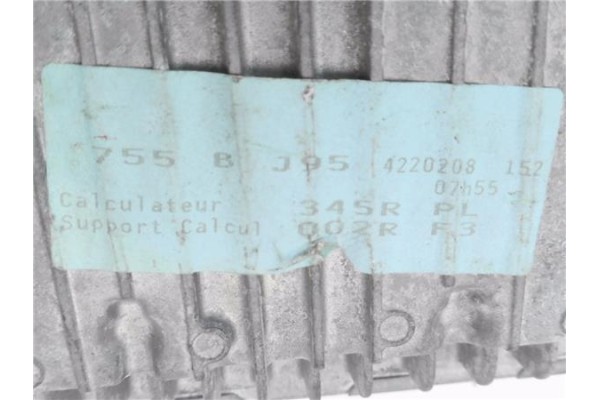 755 B J95 4220208 152
07h55
Calculateur 345R PL
Support Calcul 002R F3